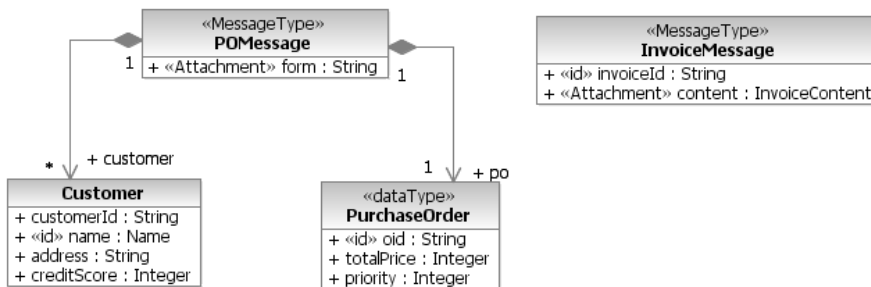 «MessageType»
POMessage
+ «Attachment» form : String
1
1
«MessageType»
InvoiceMessage
+ «id» invoiceId : String
+ «Attachment» content : InvoiceContent
* + customer
1 + po
Customer
+ customerId : String
+ «id» name : Name
+ address : String
+ creditScore : Integer
«dataType»
PurchaseOrder
+ «id» oid : String
+ totalPrice : Integer
+ priority : Integer